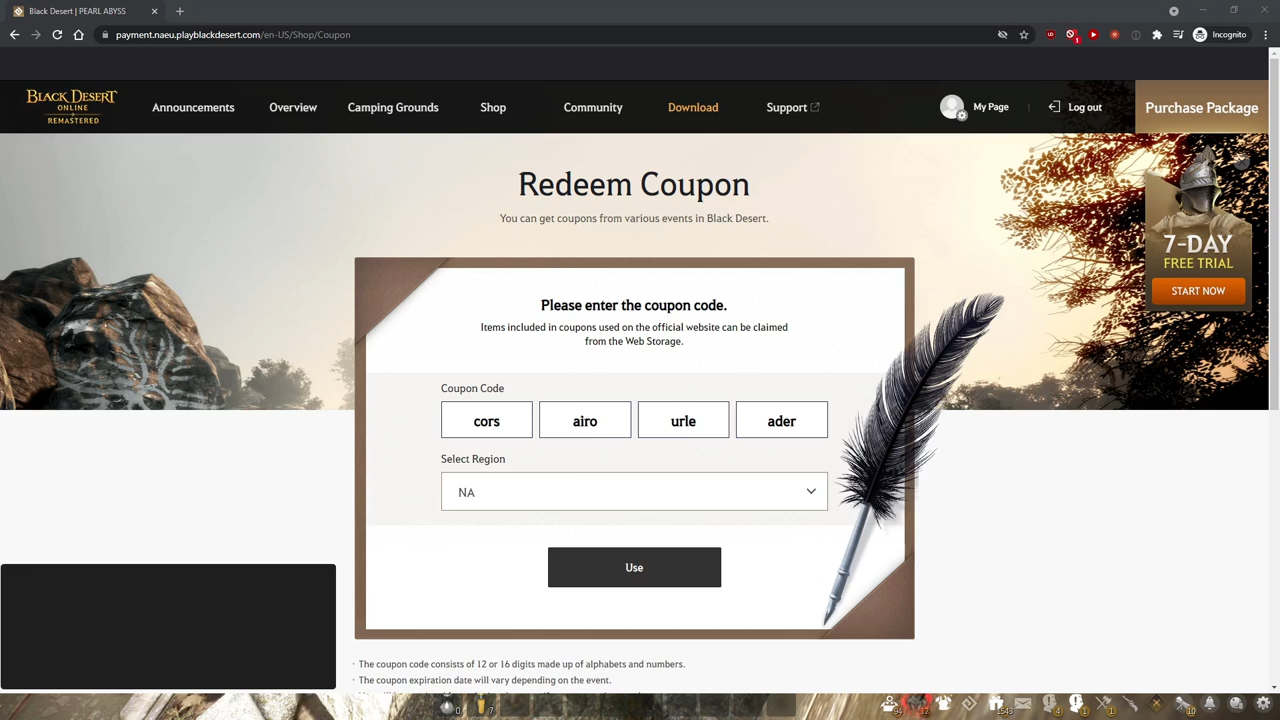 Black Desert | PEARL ABYSS
payment.naeu.playblackdesert.com/en-US/Shop/Coupon
Incognito
BLACK DESERT
ONLINE
REMASTERED
Announcements
Overview
Camping Grounds
Shop
Community
Download
Support
My Page
Log out
Purchase Package
Redeem Coupon
You can get coupons from various events in Black Desert.
7-DAY
FREE TRIAL
START NOW
Please enter the coupon code.
Items included in coupons used on the official website can be claimed
from the Web Storage.
Coupon Code
cors airo urle ader
Select Region
NA
Use
The coupon code consists of 12 or 16 digits made up of alphabets and numbers.
The coupon expiration date will vary depending on the event.
0 7